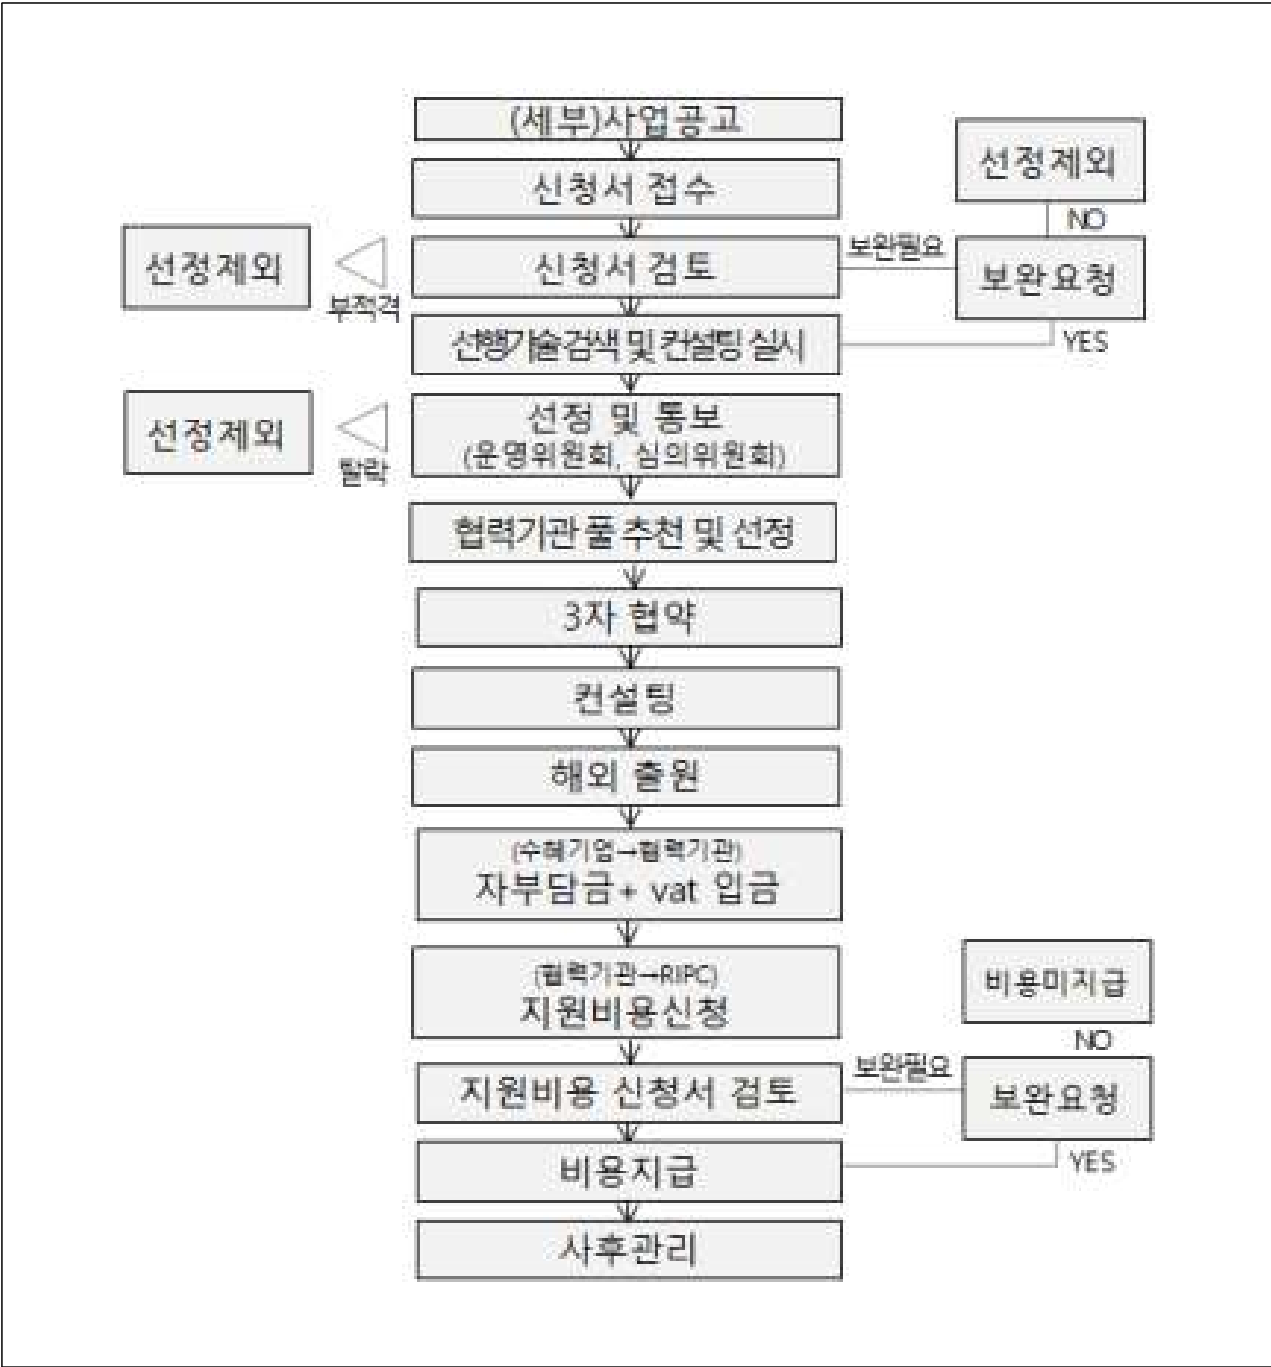 (세부)사업공고
선정제외
신청서 접수
NO
선정제외
부적격
신청서 검토
보완필요
보완요청
YES
선행기술검색 및 컨설팅 실시
선정제외
탈락
선정 및 통보
(운영위원회, 심의위원회)
협력기관 풀 추천 및 선정
3자 협약
컨설팅
해외 출원
(수혜기업→협력기관)
자부담금+ vat 입금
(협력기관→RIPC)
지원비용신청
비용미지급
NO
지원비용 신청서 검토
보완필요
보완요청
YES
비용지급
사후관리